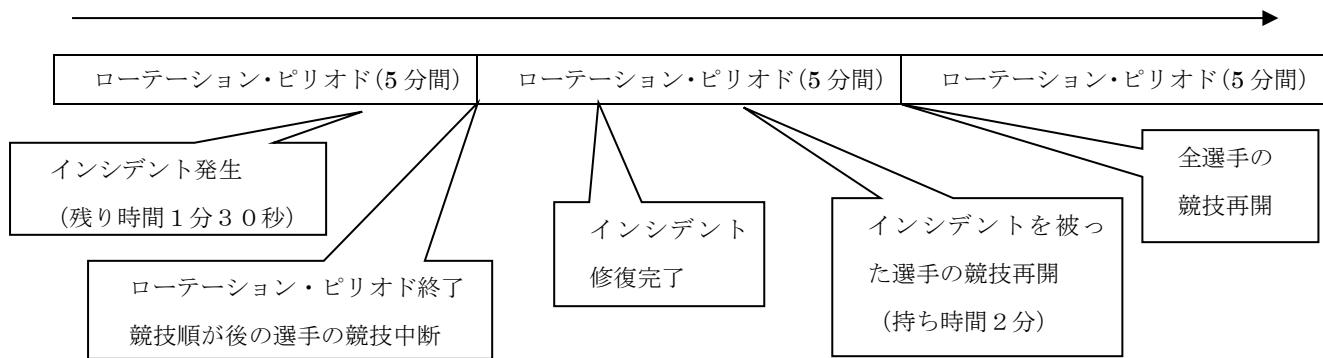 ローテーション・ピリオド(5分間)
ローテーション・ピリオド(5分間)
ローテーション・ピリオド(5分間)
インシデント発生
(残り時間1分30秒)
ローテーション・ピリオド終了
競技順が後の選手の競技中断
インシデント
修復完了
インシデントを被っ
た選手の競技再開
(持ち時間2分)
全選手の
競技再開